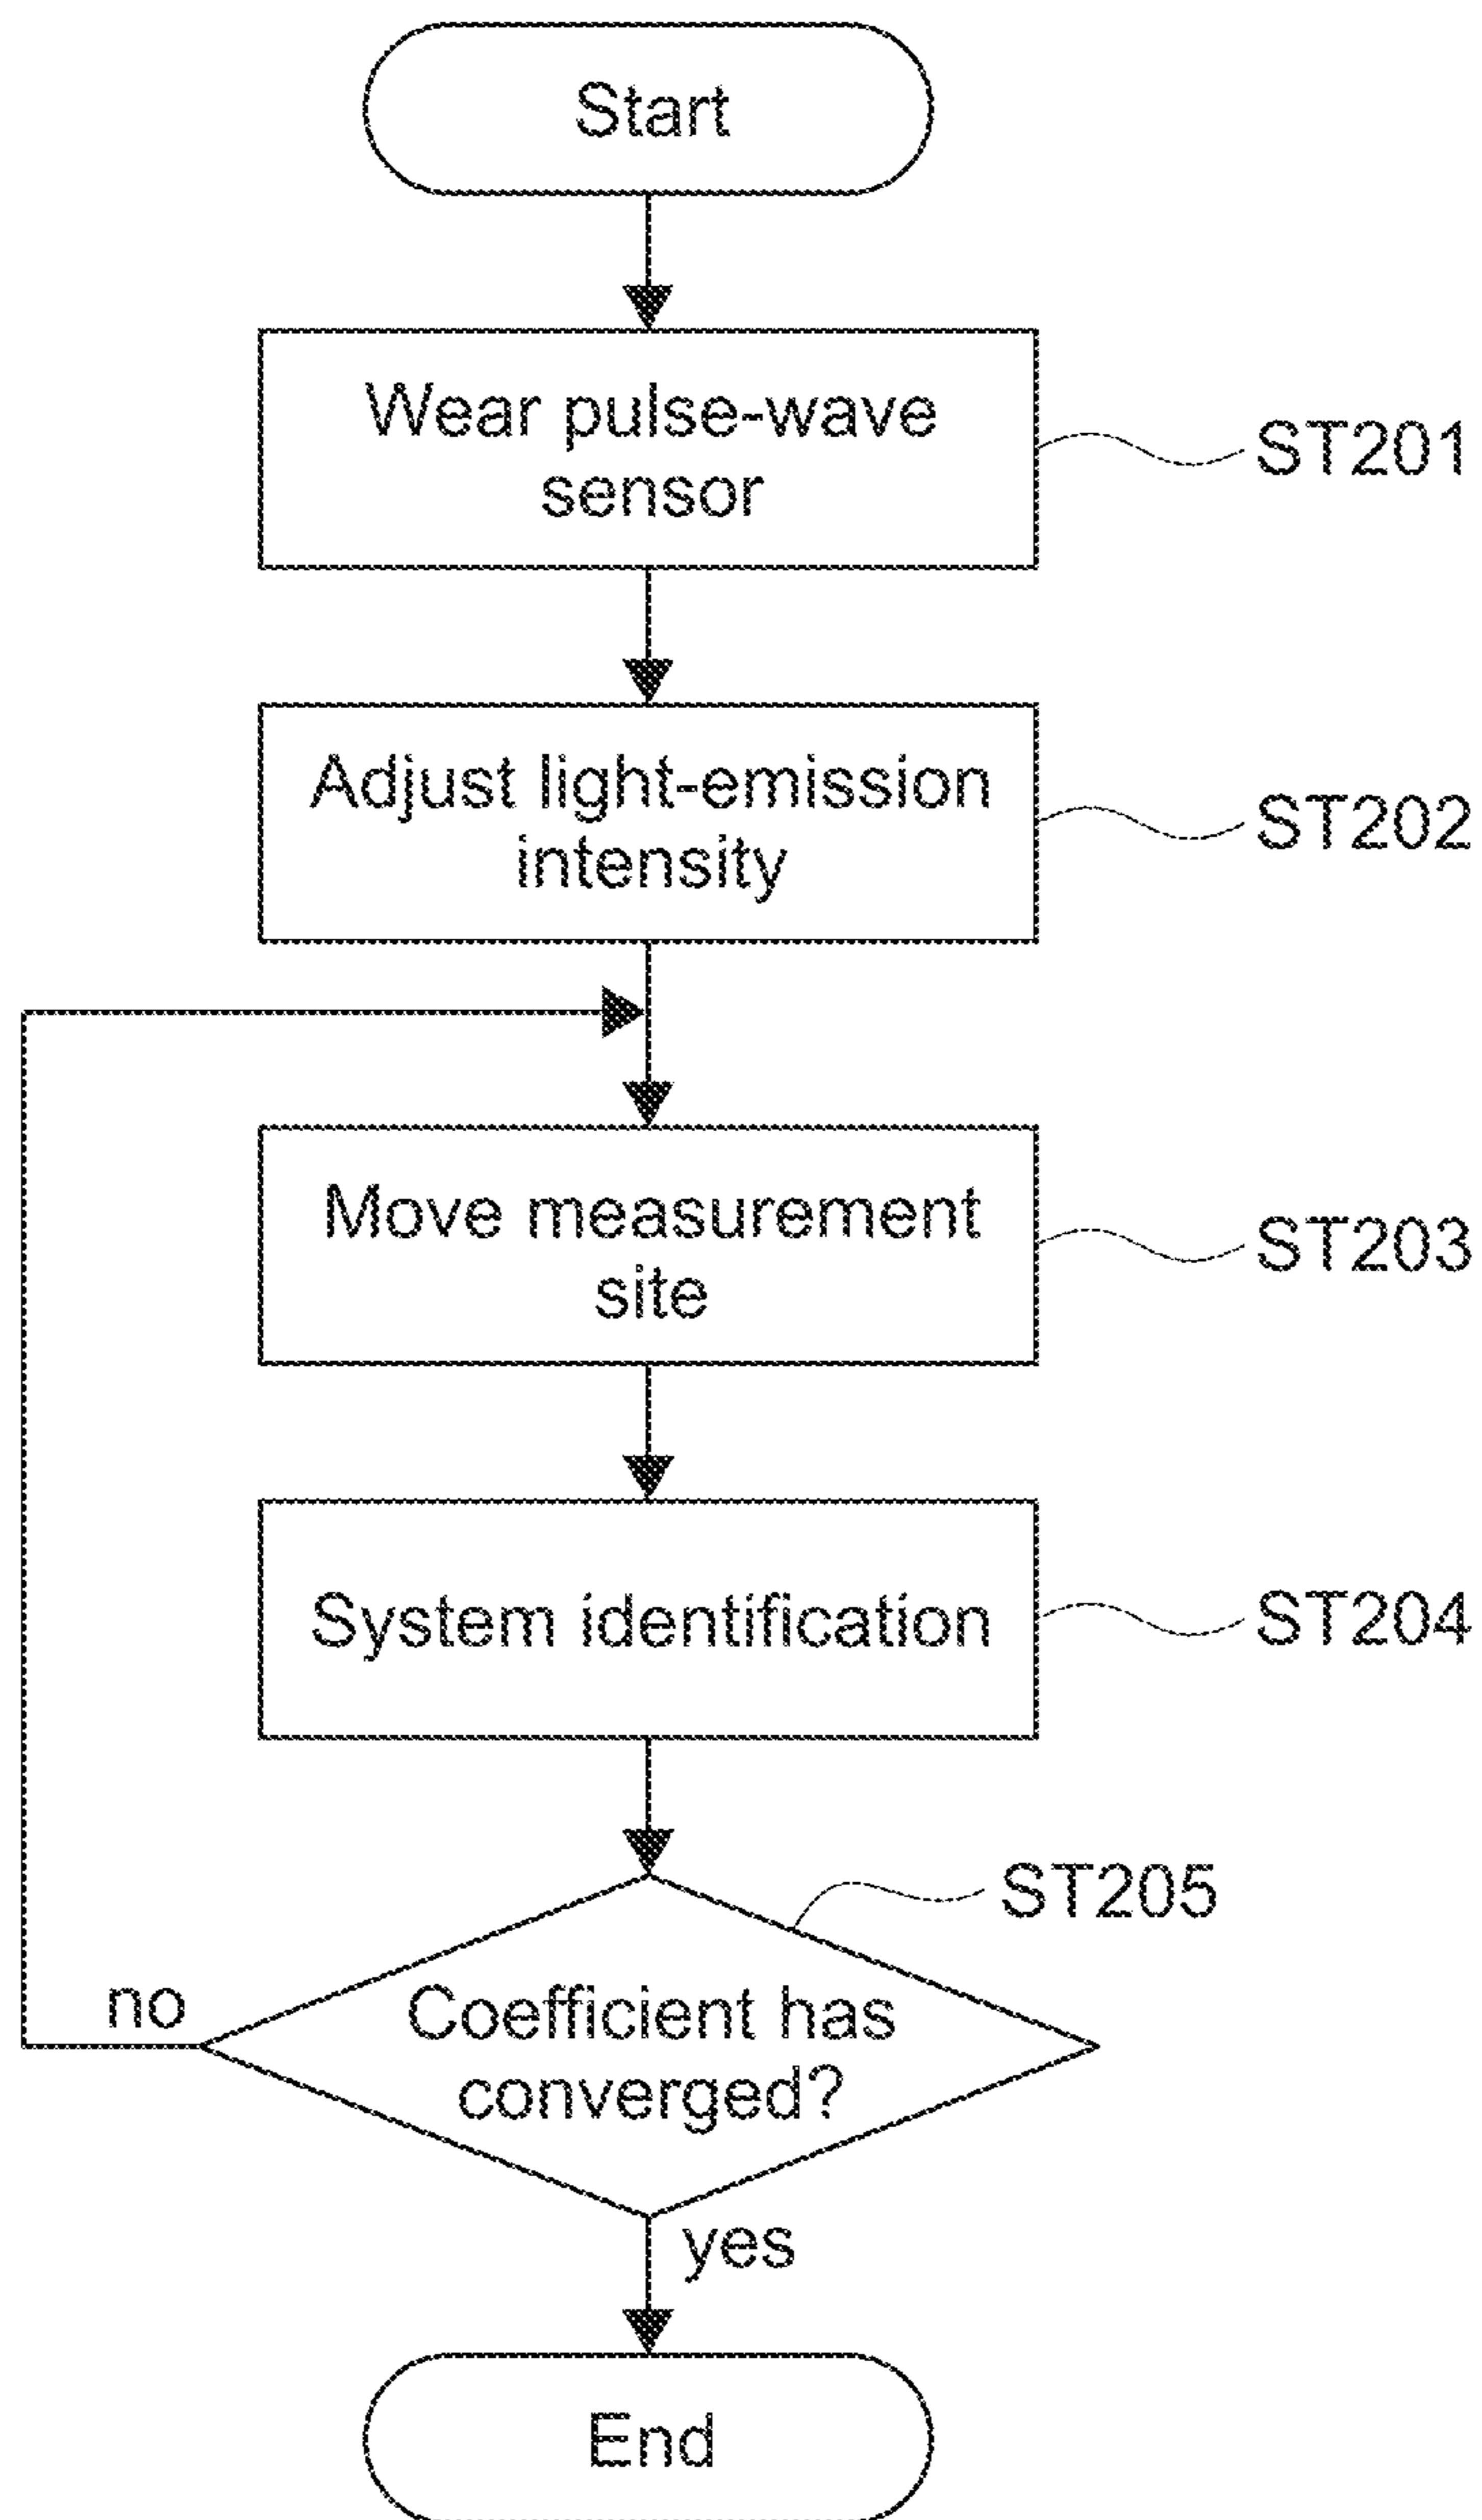 Start
Wear pulse-wave
sensor
ST201
Adjust light-emission
intensity
ST202
Move measurement
site
ST203
System identification
ST204
ST205
Coefficient has
converged?
no
yes
End